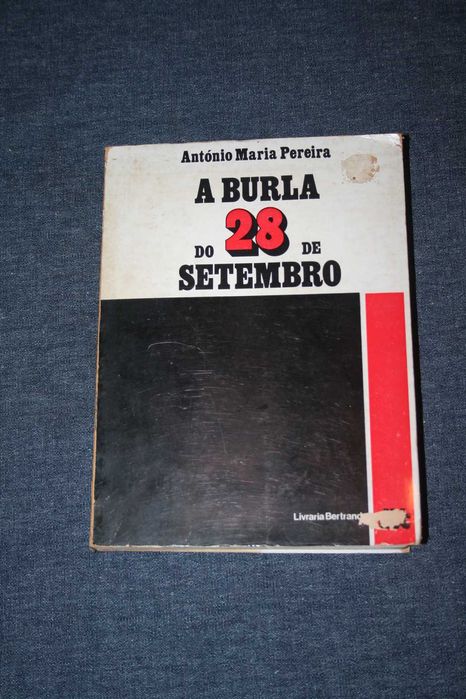 António Maria Pereira
A BURLA
DO 28 DE
SETEMBRO
Livraria Bertrand